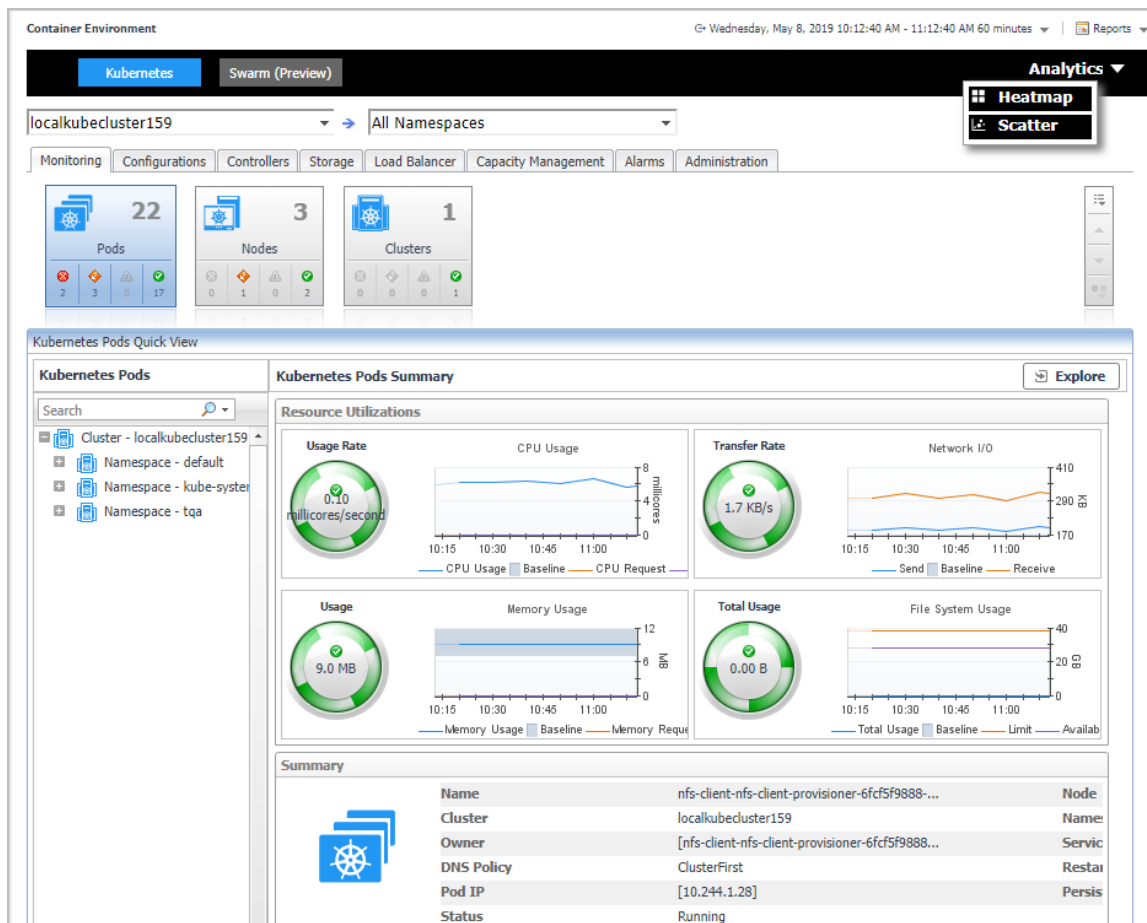 Container Environment
Wednesday, May 8, 2019 10:12:40 AM - 11:12:40 AM 60 minutes
Reports
Kubernetes
Swarm (Preview)
Analytics
Heatmap
Scatter
localkubecluster159
All Namespaces
Monitoring
Configurations
Controllers
Storage
Load Balancer
Capacity Management
Alarms
Administration
22
Pods
2 3 0 17
3
Nodes
0 1 0 2
1
Clusters
0 0 0 1
Kubernetes Pods Quick View
Kubernetes Pods
Search
Cluster - localkubecluster159
Namespace - default
Namespace - kube-system
Namespace - tqa
Kubernetes Pods Summary
Explore
Resource Utilizations
Usage Rate
0.10
millicores/second
CPU Usage
8
4
0
millicores
10:15 10:30 10:45 11:00
CPU Usage Baseline CPU Request
Transfer Rate
1.7 KB/s
Network I/O
410
290
170
KB
10:15 10:30 10:45 11:00
Send Baseline Receive
Usage
9.0 MB
Memory Usage
12
6
0
MB
10:15 10:30 10:45 11:00
Memory Usage Baseline Memory Reque
Total Usage
0.00 B
File System Usage
40
20
0
GB
10:15 10:30 10:45 11:00
Total Usage Baseline Limit Availab
Summary
Name nfs-client-nfs-client-provisioner-6fcf5f9888-... Node
Cluster localkubecluster159 Names
Owner [nfs-client-nfs-client-provisioner-6fcf5f9888... Servic
DNS Policy ClusterFirst Restar
Pod IP [10.244.1.28] Persis
Status Running